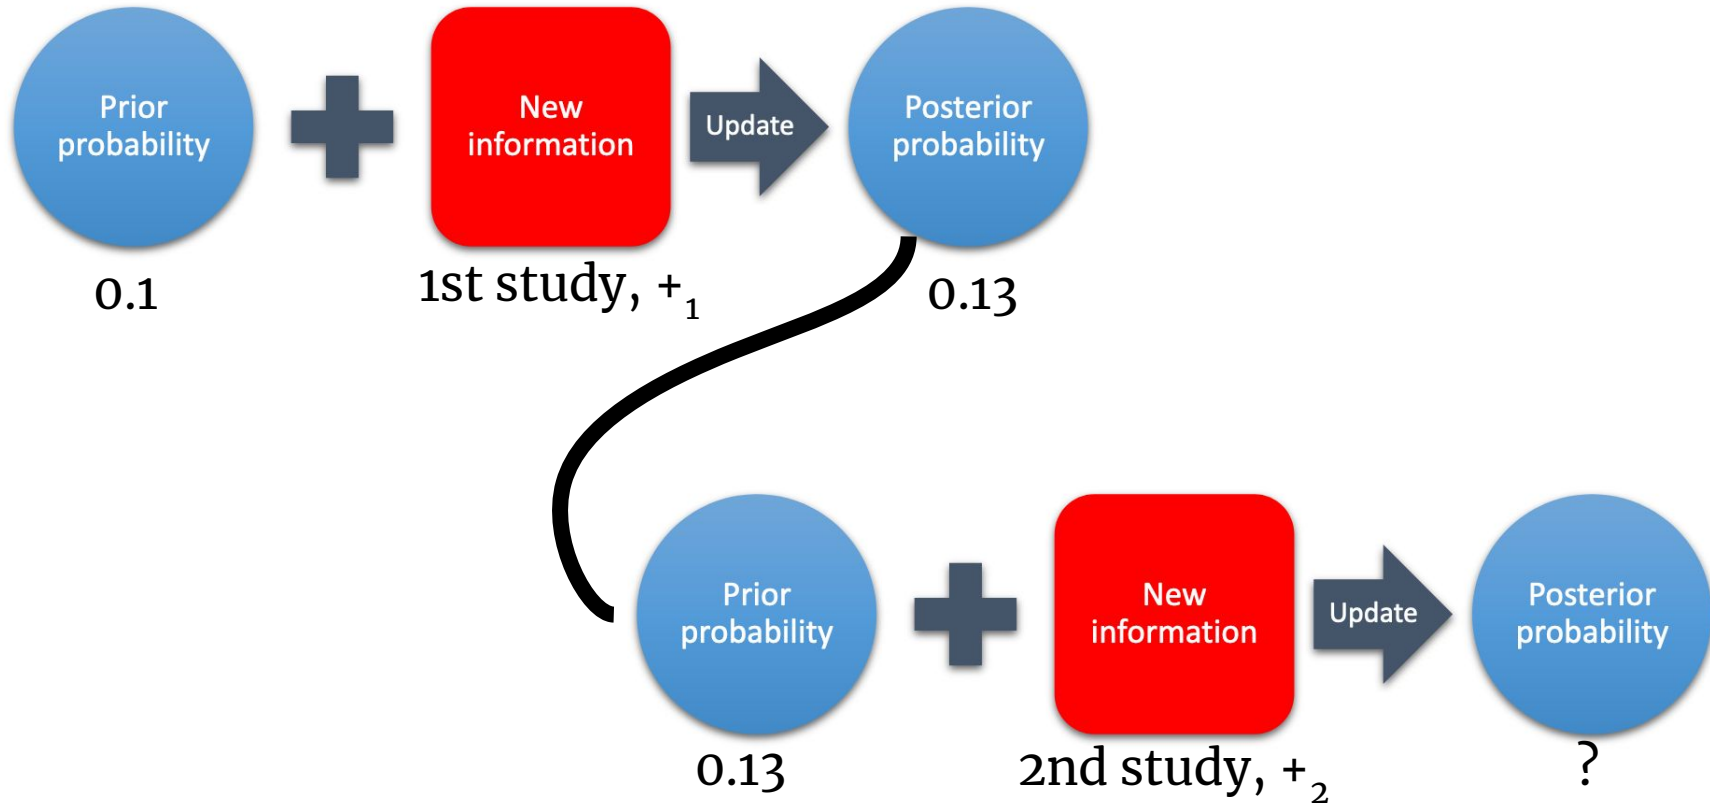 Prior
probability
New
information
Update
Posterior
probability
0.1
1st study, +₁
0.13
Prior
probability
New
information
Update
Posterior
probability
0.13
2nd study, +₂
?